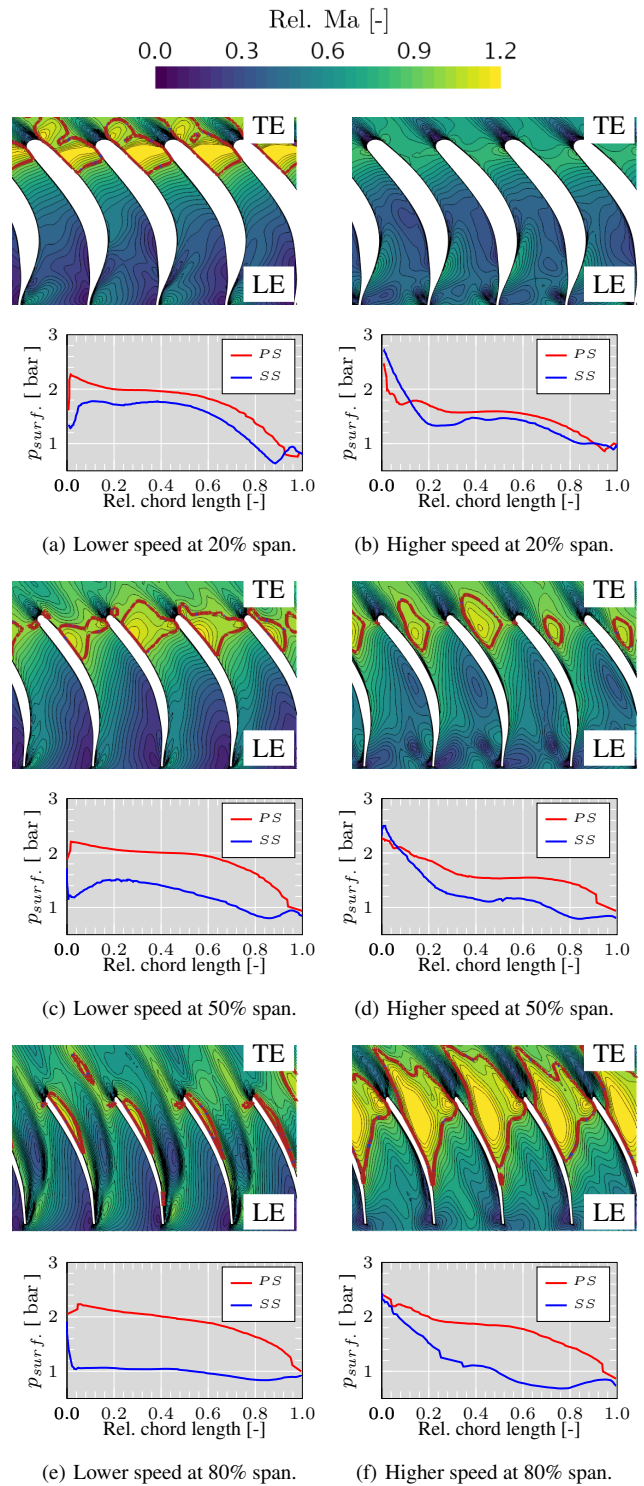 Rel. Ma [-]
0.0 0.3 0.6 0.9 1.2
TE TE
LE LE
3 3
PS PS
SS SS
2 2
1 1
p_surf. [ bar ] p_surf. [ bar ]
0.0 0.2 0.4 0.6 0.8 1.0 0.0 0.2 0.4 0.6 0.8 1.0
Rel. chord length [-] Rel. chord length [-]
(a) Lower speed at 20% span. (b) Higher speed at 20% span.
TE TE
LE LE
3 3
PS PS
SS SS
2 2
1 1
p_surf. [ bar ] p_surf. [ bar ]
0.0 0.2 0.4 0.6 0.8 1.0 0.0 0.2 0.4 0.6 0.8 1.0
Rel. chord length [-] Rel. chord length [-]
(c) Lower speed at 50% span. (d) Higher speed at 50% span.
TE TE
LE LE
3 3
PS PS
SS SS
2 2
1 1
p_surf. [ bar ] p_surf. [ bar ]
0.0 0.2 0.4 0.6 0.8 1.0 0.0 0.2 0.4 0.6 0.8 1.0
Rel. chord length [-] Rel. chord length [-]
(e) Lower speed at 80% span. (f) Higher speed at 80% span.